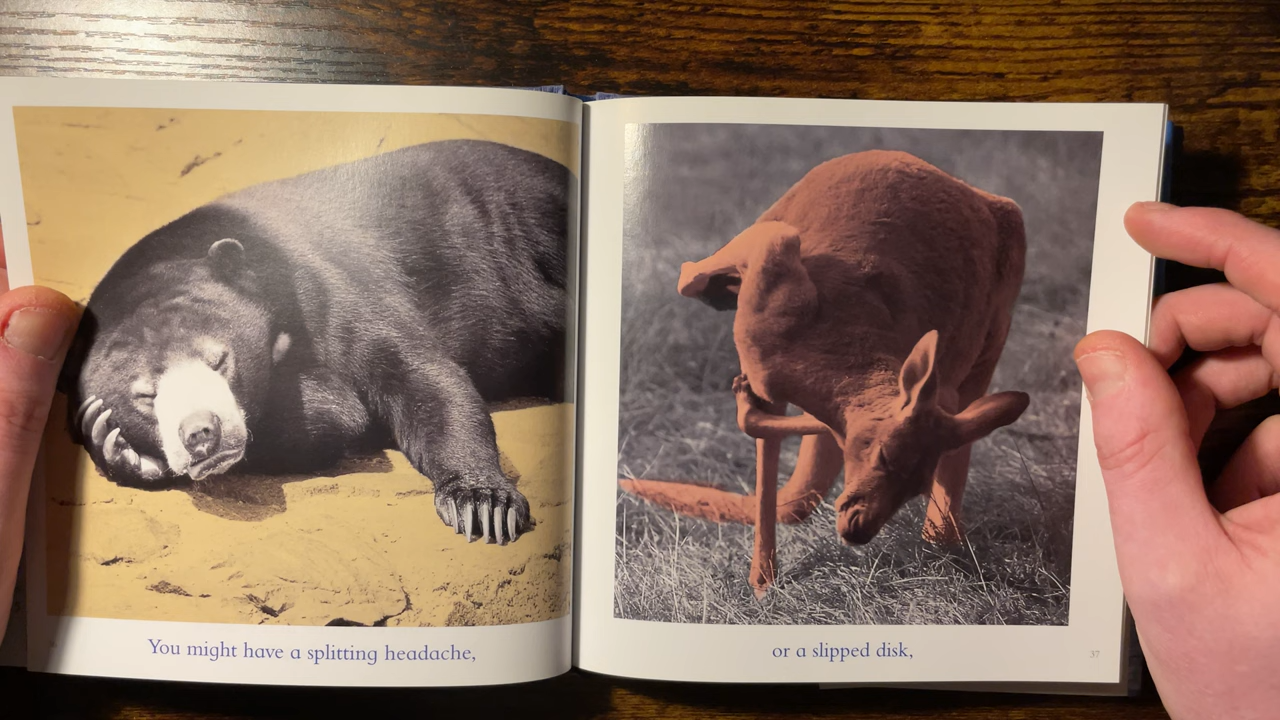 You might have a splitting headache,
or a slipped disk,
37